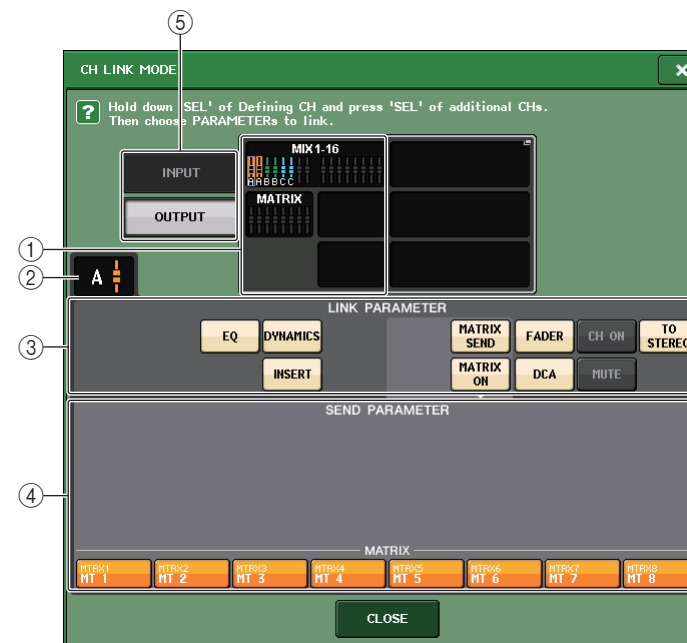 ⑤
CH LINK MODE
Hold down 'SEL' of Defining CH and press 'SEL' of additional CHs.
Then choose PARAMETERs to link.
?
INPUT
OUTPUT
MIX1-16
AABBCC
MATRIX
①
②
A
LINK PARAMETER
③
EQ
DYNAMICS
INSERT
MATRIX SEND
FADER
CH ON
TO STEREO
MATRIX ON
DCA
MUTE
SEND PARAMETER
④
MATRIX
MTRX1
MT 1
MTRX2
MT 2
MTRX3
MT 3
MTRX4
MT 4
MTRX5
MT 5
MTRX6
MT 6
MTRX7
MT 7
MTRX8
MT 8
CLOSE